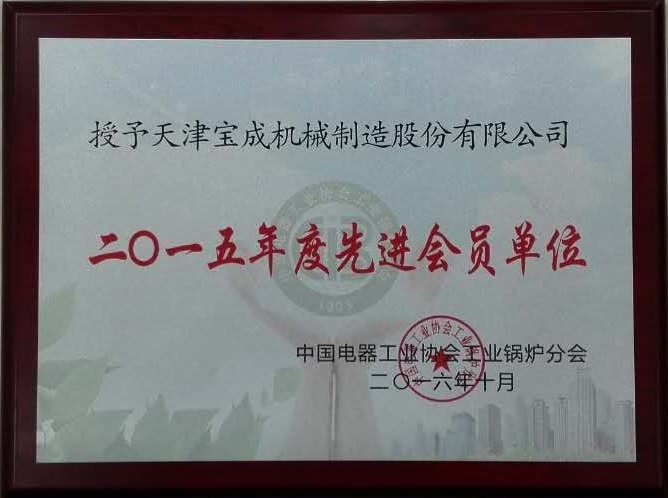 授予天津宝成机械制造股份有限公司
二〇一五年度先进会员单位
中国电器工业协会工业锅炉分会
二〇一六年十月